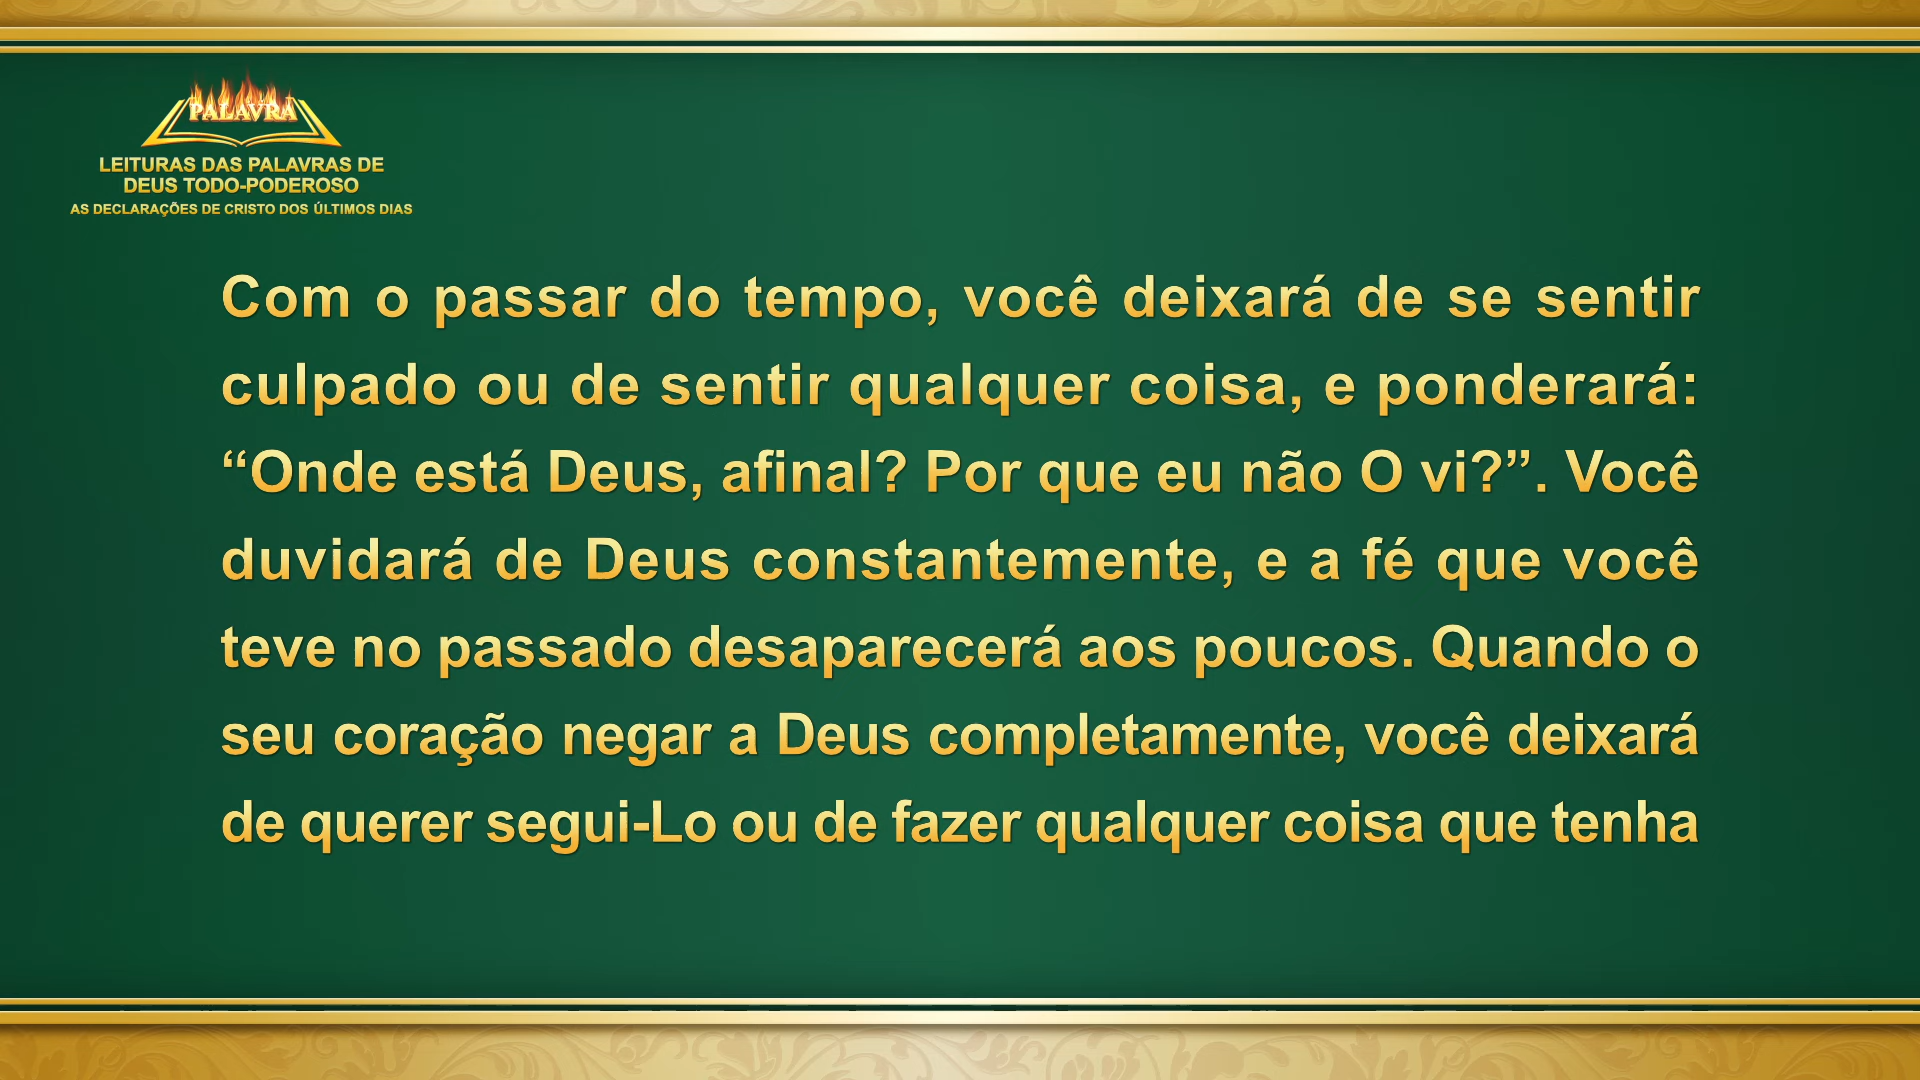 PALAVRA
LEITURAS DAS PALAVRAS DE
DEUS TODO-PODEROSO
AS DECLARAÇÕES DE CRISTO DOS ÚLTIMOS DIAS
Com o passar do tempo, você deixará de se sentir
culpado ou de sentir qualquer coisa, e ponderará:
“Onde está Deus, afinal? Por que eu não O vi?”. Você
duvidará de Deus constantemente, e a fé que você
teve no passado desaparecerá aos poucos. Quando o
seu coração negar a Deus completamente, você deixará
de querer segui-Lo ou de fazer qualquer coisa que tenha